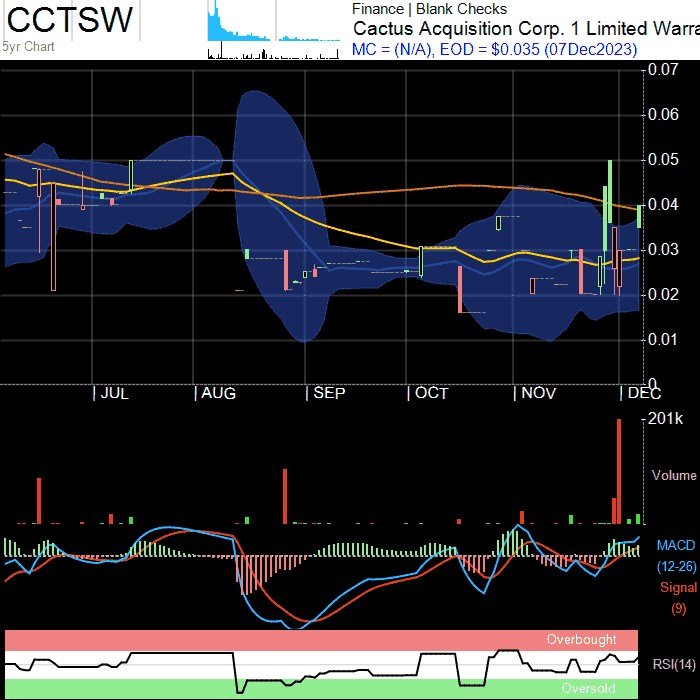 CCTSW
5yr Chart
Finance | Blank Checks
Cactus Acquisition Corp. 1 Limited Warra
MC = (N/A), EOD = $0.035 (07Dec2023)
0.07
0.06
0.05
0.04
0.03
0.02
0.01
0
JUL AUG SEP OCT NOV DEC
201k
Volume
MACD
(12-26)
Signal
(9)
Overbought
RSI(14)
Oversold